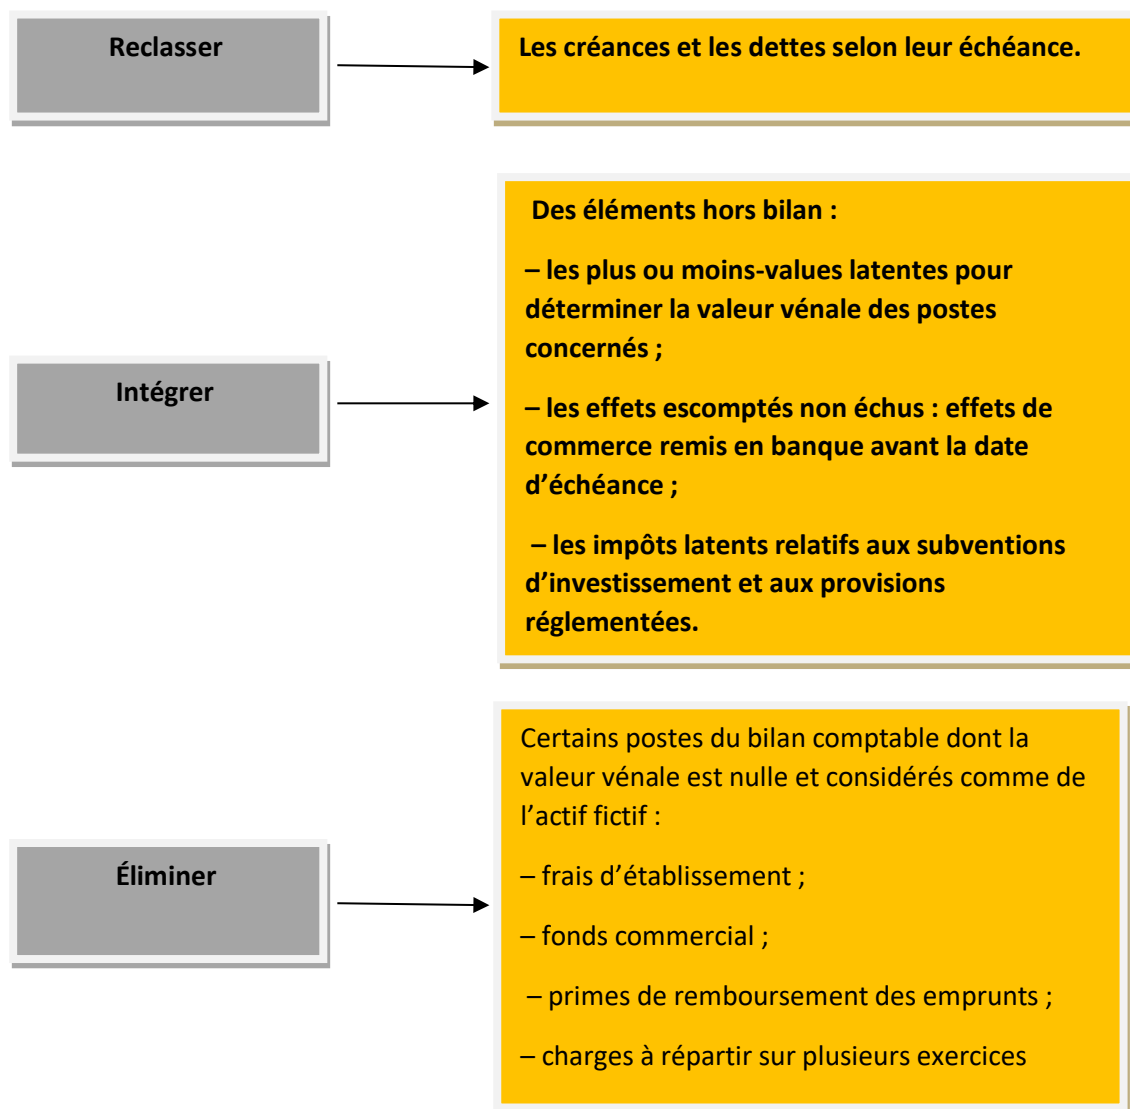 Reclasser
Les créances et les dettes selon leur échéance.
Intégrer
Des éléments hors bilan :
– les plus ou moins-values latentes pour
déterminer la valeur vénale des postes
concernés ;
– les effets escomptés non échus : effets de
commerce remis en banque avant la date
d’échéance ;
– les impôts latents relatifs aux subventions
d’investissement et aux provisions
réglementées.
Éliminer
Certains postes du bilan comptable dont la
valeur vénale est nulle et considérés comme de
l’actif fictif :
– frais d’établissement ;
– fonds commercial ;
– primes de remboursement des emprunts ;
– charges à répartir sur plusieurs exercices